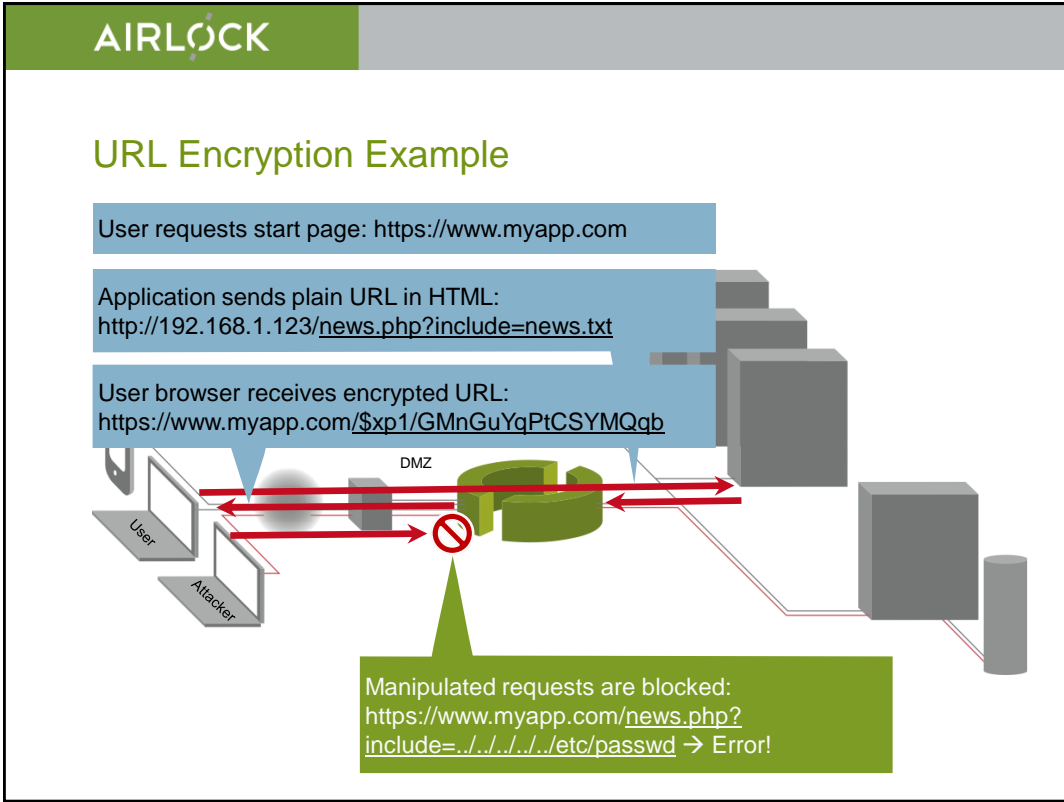 AIRLOCK
URL Encryption Example
User requests start page: https://www.myapp.com
Application sends plain URL in HTML:
http://192.168.1.123/news.php?include=news.txt
User browser receives encrypted URL:
https://www.myapp.com/$xp1/GMnGuYqPtCSYMQqb
DMZ
User
Attacker
Manipulated requests are blocked:
https://www.myapp.com/news.php?
include=../../../../../etc/passwd → Error!